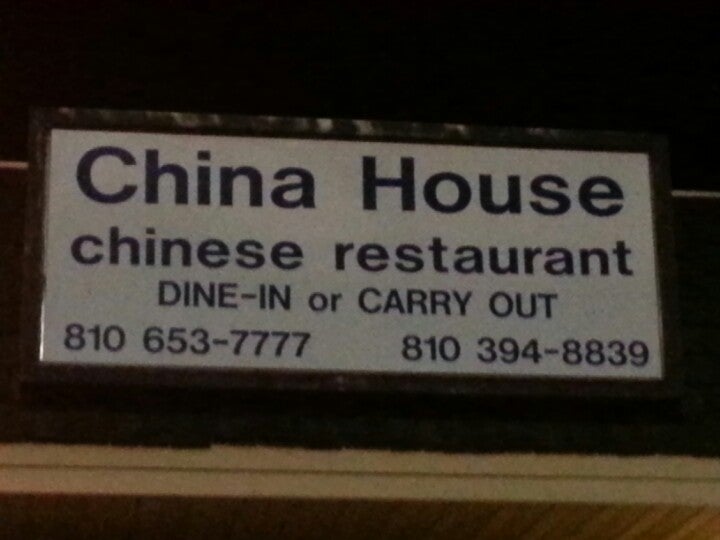 China House
chinese restaurant
DINE-IN or CARRY OUT
810 653-7777 810 394-8839